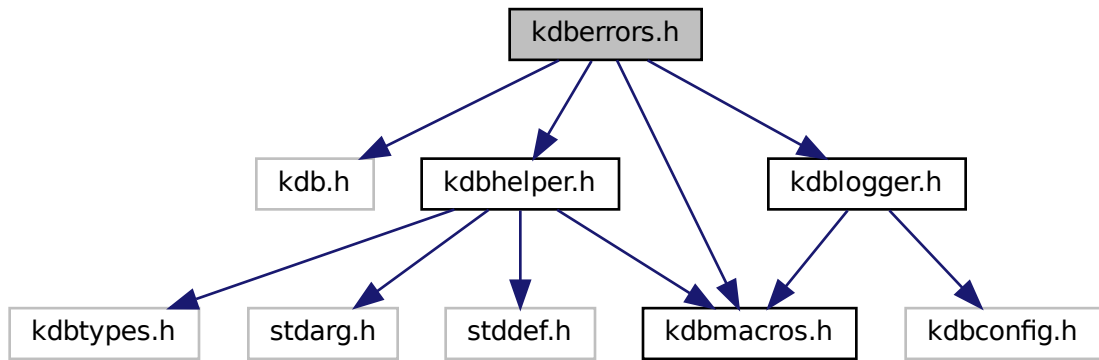 kdberrors.h
kdb.h
kdbhelper.h
kdblogger.h
kdbtypes.h
stdarg.h
stddef.h
kdbmacros.h
kdbconfig.h